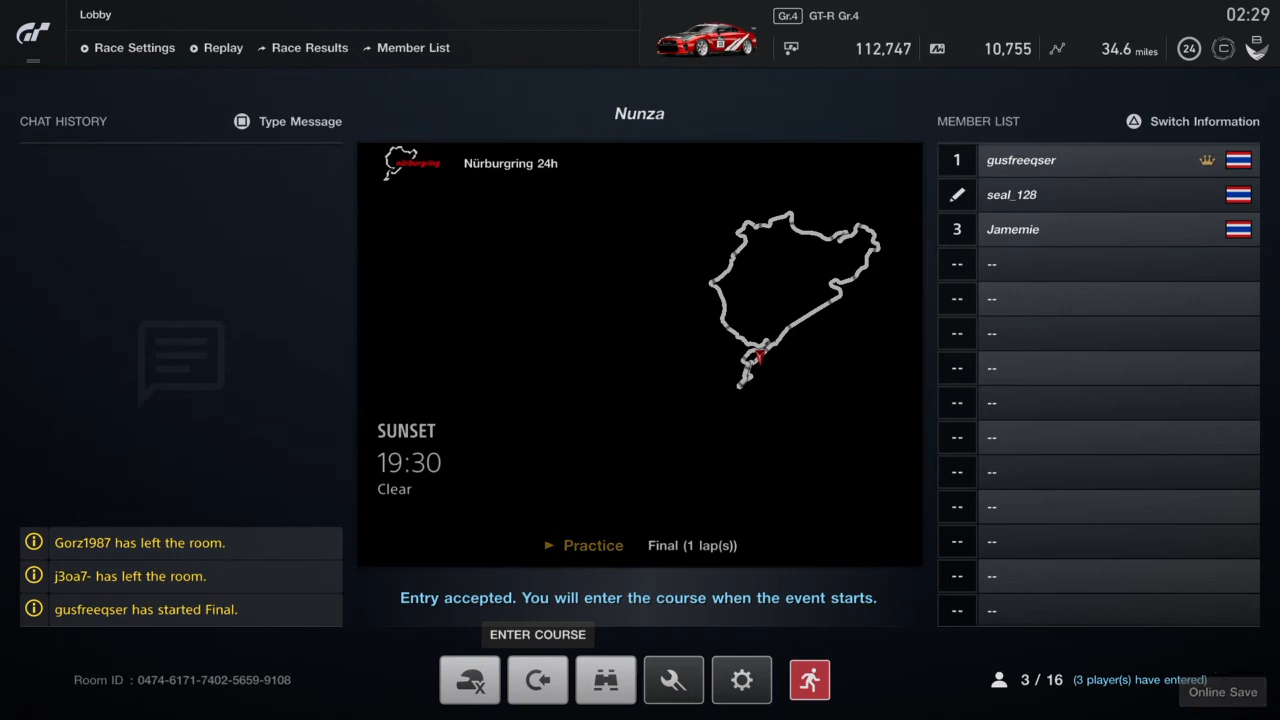 Lobby
Race Settings Replay Race Results Member List
Gr.4 GT-R Gr.4
112,747 10,755 34.6 miles 24 C B
02:29
CHAT HISTORY Type Message
Nunza
MEMBER LIST Switch Information
nürburgring Nürburgring 24h
1 gusfreeqser
seal_128
3 Jamemie
-- --
-- --
-- --
-- --
-- --
-- --
-- --
-- --
-- --
-- --
-- --
SUNSET
19:30
Clear
Practice Final (1 lap(s))
Gorz1987 has left the room.
j3oa7- has left the room.
gusfreeqser has started Final.
Entry accepted. You will enter the course when the event starts.
ENTER COURSE
Room ID : 0474-6171-7402-5659-9108
3 / 16 (3 player(s) have entered)
Online Save